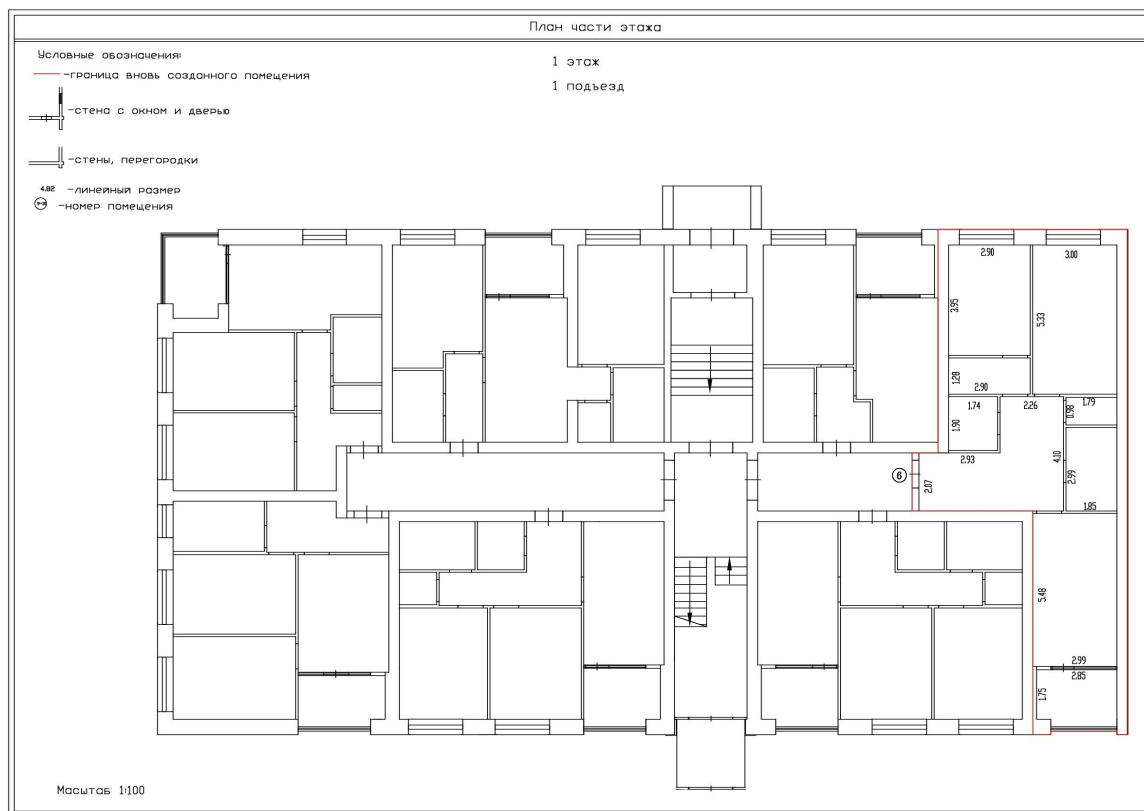 План части этажа
Условные обозначения:
-граница вновь созданного помещения
-стена с окном и дверью
-стены, перегородки
4.82 -линейный размер
-номер помещения
1 этаж
1 подъезд
2.90
3.00
3.95
5.33
1.28
2.90
1.74
2.26
1.79
0.98
1.90
2.93
4.10
2.99
6
2.07
1.85
5.48
2.99
2.85
1.75
Масштаб 1:100